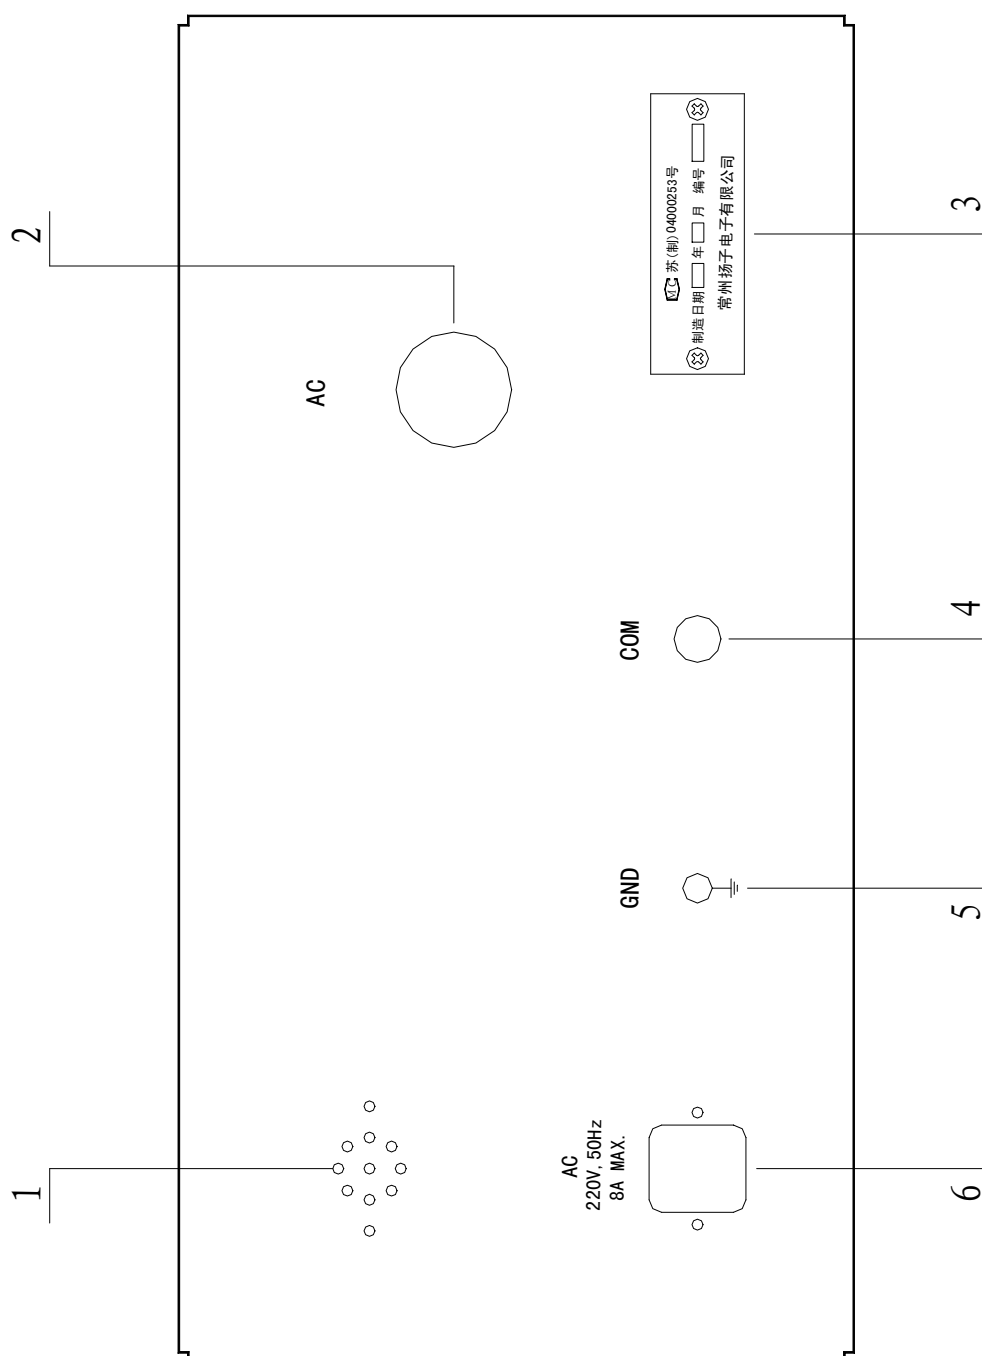 1
2
AC
AC
220V,50Hz
8A MAX.
GND
COM
MC 苏(制)04000253号
制造日期 年 月 编号
常州扬子电子有限公司
6
5
4
3